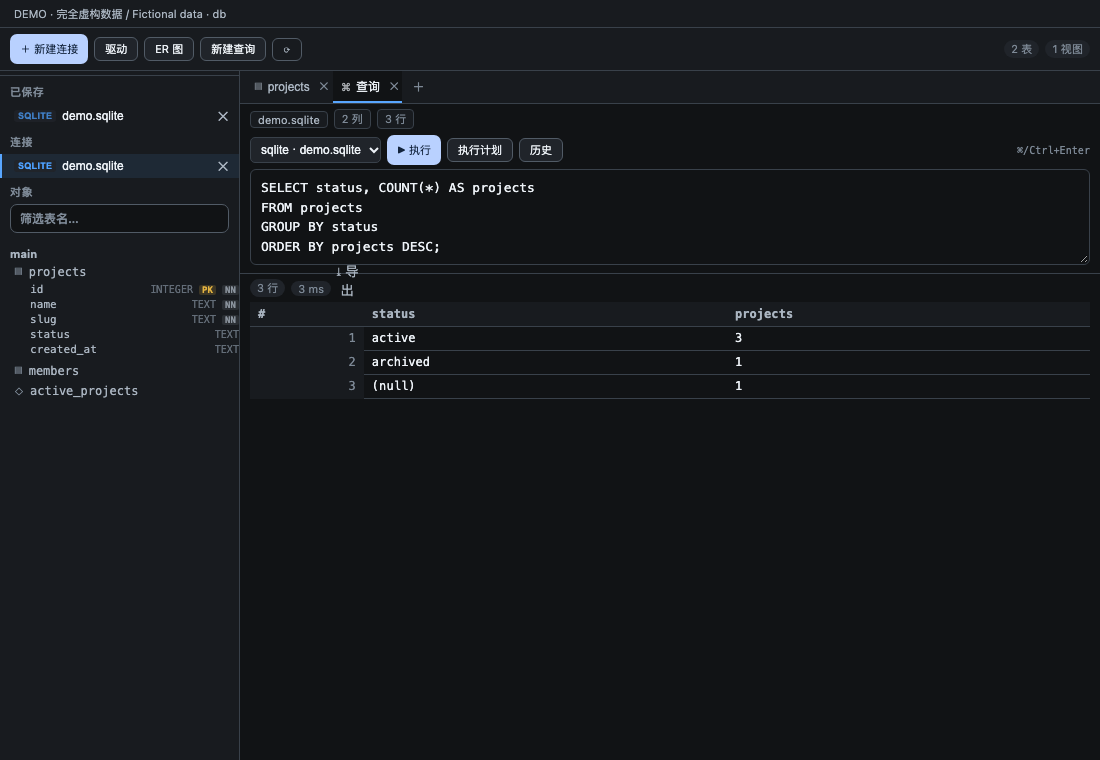 DEMO · 完全虚构数据 / Fictional data · db
+ 新建连接 驱动 ER 图 新建查询 ⟳ 2 表 1 视图
已保存
SQLITE demo.sqlite ×
连接
SQLITE demo.sqlite ×
对象
筛选表名...
main
▤ projects
id INTEGER PK NN
name TEXT NN
slug TEXT NN
status TEXT
created_at TEXT
▤ members
◇ active_projects
▤ projects × ⌘ 查询 × +
demo.sqlite 2 列 3 行
sqlite · demo.sqlite ▶ 执行 执行计划 历史 ⌘/Ctrl+Enter
SELECT status, COUNT(*) AS projects
FROM projects
GROUP BY status
ORDER BY projects DESC;
3 行 3 ms ↓ 导
出
# status projects
1 active 3
2 archived 1
3 (null) 1